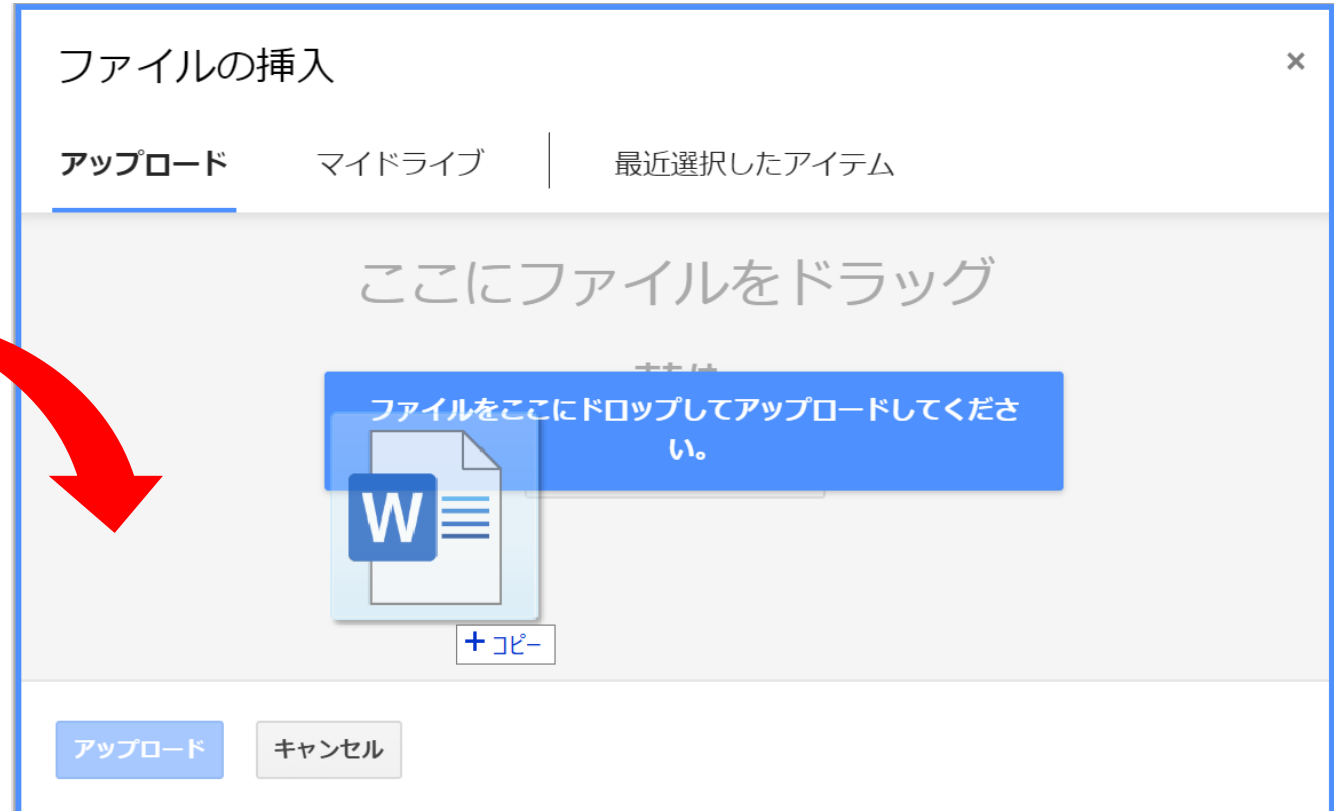 ファイルの挿入
×
アップロード マイドライブ 最近選択したアイテム
ここにファイルをドラッグ
ファイルをここにドロップしてアップロードしてくださ
い。
W
+ コピー
アップロード キャンセル